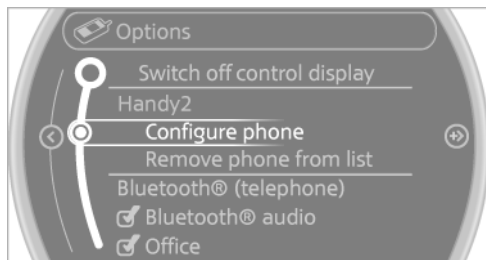 Options
Switch off control display
Handy2
Configure phone
Remove phone from list
Bluetooth® (telephone)
Bluetooth® audio
Office